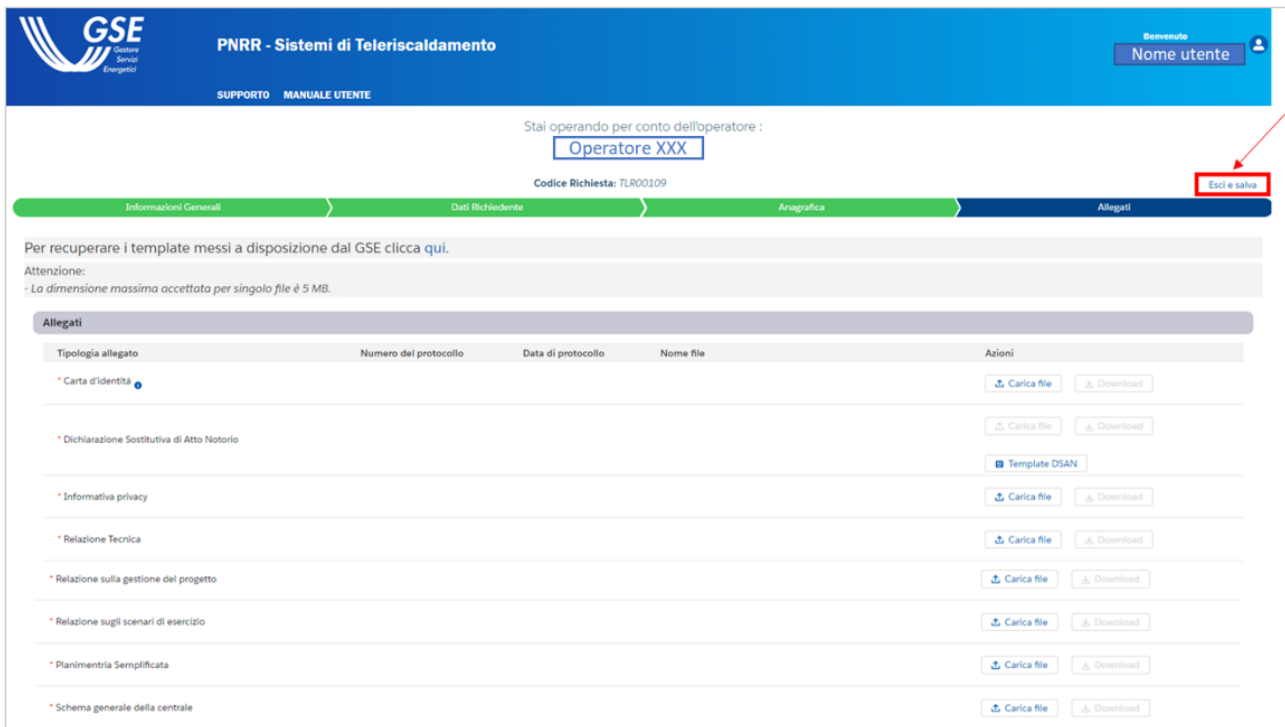 GSE
Gestore
Servizi
Energetici
PNRR - Sistemi di Teleriscaldamento
Benvenuto
Nome utente
SUPPORTO MANUALE UTENTE
Stai operando per conto dell'operatore :
Operatore XXX
Codice Richiesta: TLR00109
Esci e salva
Informazioni Generali Dati Richiedente Anagrafica Allegati
Per recuperare i template messi a disposizione dal GSE clicca qui.
Attenzione:
- La dimensione massima accettata per singolo file è 5 MB.
Allegati
Tipologia allegato Numero del protocollo Data di protocollo Nome file Azioni
* Carta d'identità Carica file Download
* Dichiarazione Sostitutiva di Atto Notorio Carica file Download
Template DSAN
* Informativa privacy Carica file Download
* Relazione Tecnica Carica file Download
* Relazione sulla gestione del progetto Carica file Download
* Relazione sugli scenari di esercizio Carica file Download
* Planimentria Semplificata Carica file Download
* Schema generale della centrale Carica file Download